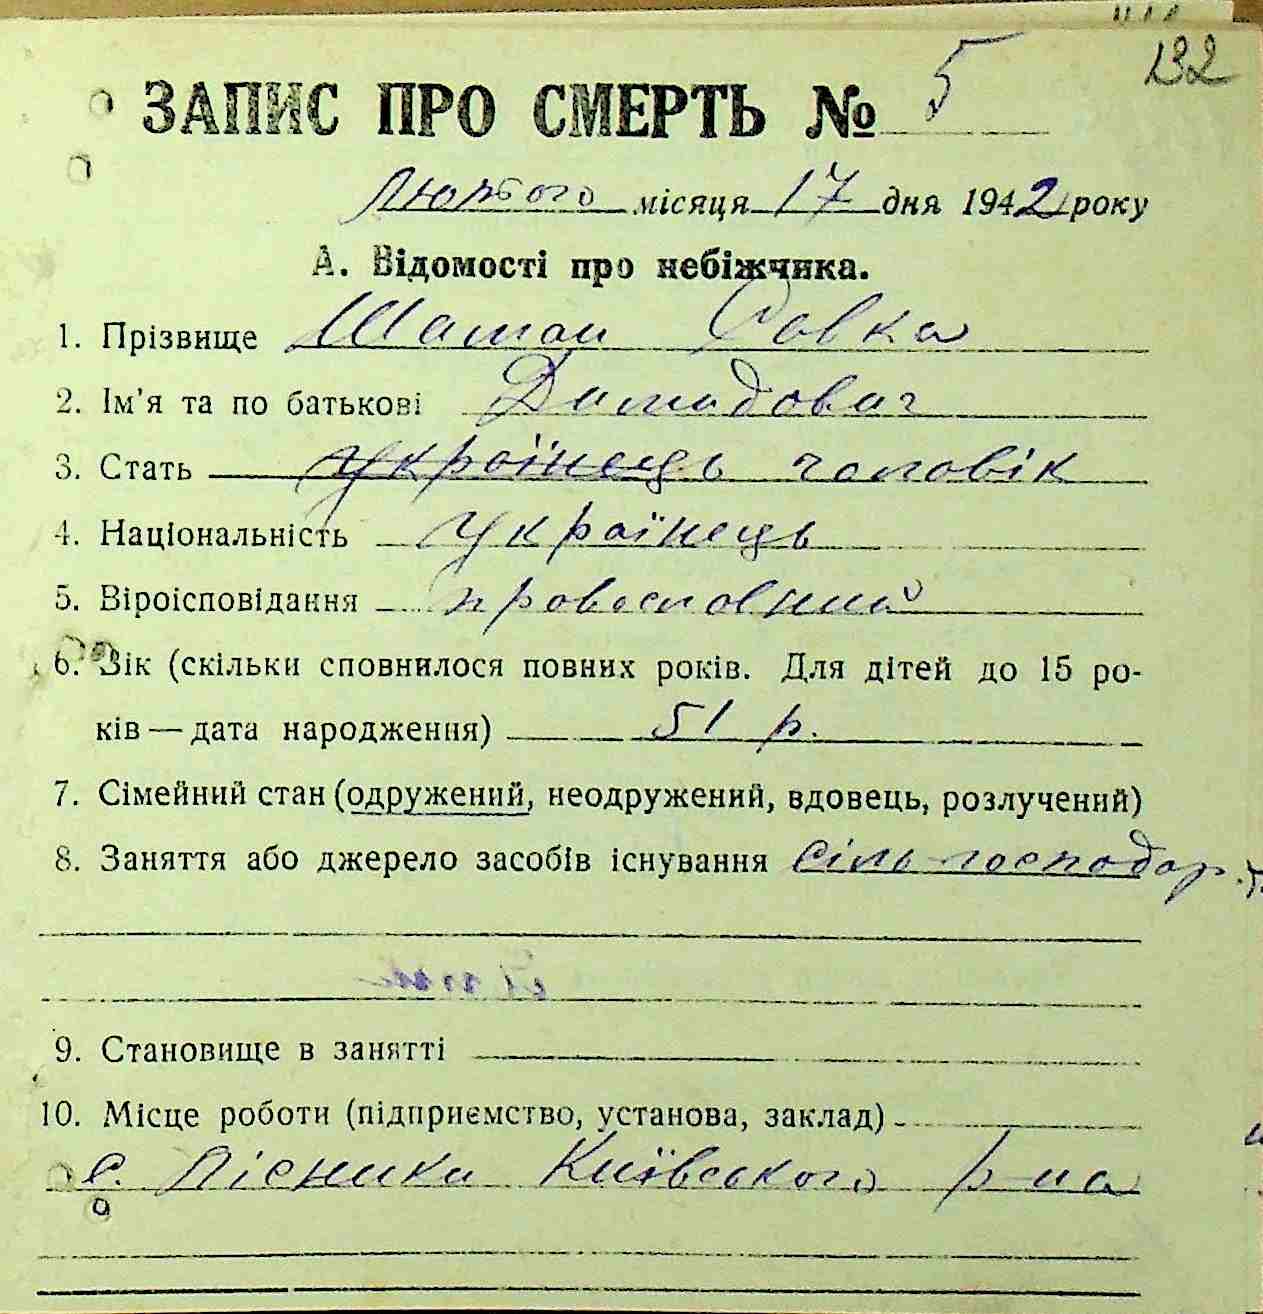 132
ЗАПИС ПРО СМЕРТЬ № 5
Лютого місяця 17 дня 1942 року
А. Відомості про небіжчика.
1. Прізвище Савка
2. Ім'я та по батькові
3. Стать українець чоловік
4. Національність українець
5. Віроісповідання православний
6. Вік (скільки сповнилося повних років. Для дітей до 15 ро-
ків — дата народження) 51 р.
7. Сімейний стан (одружений, неодружений, вдовець, розлучений)
8. Заняття або джерело засобів існування сіль господар.
9. Становище в занятті
10. Місце роботи (підприємство, установа, заклад)
с. Лісники Київського р-на